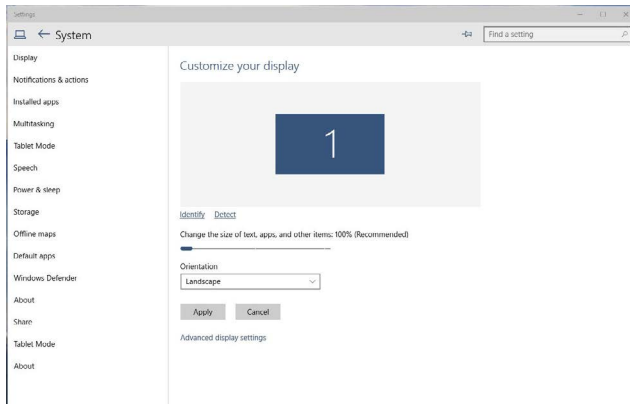 Settings
System
Find a setting
Display
Notifications & actions
Installed apps
Multitasking
Tablet Mode
Speech
Power & sleep
Storage
Offline maps
Default apps
Windows Defender
About
Share
Tablet Mode
About
Customize your display
1
Identify Detect
Change the size of text, apps, and other items: 100% (Recommended)
Orientation
Landscape
Apply Cancel
Advanced display settings